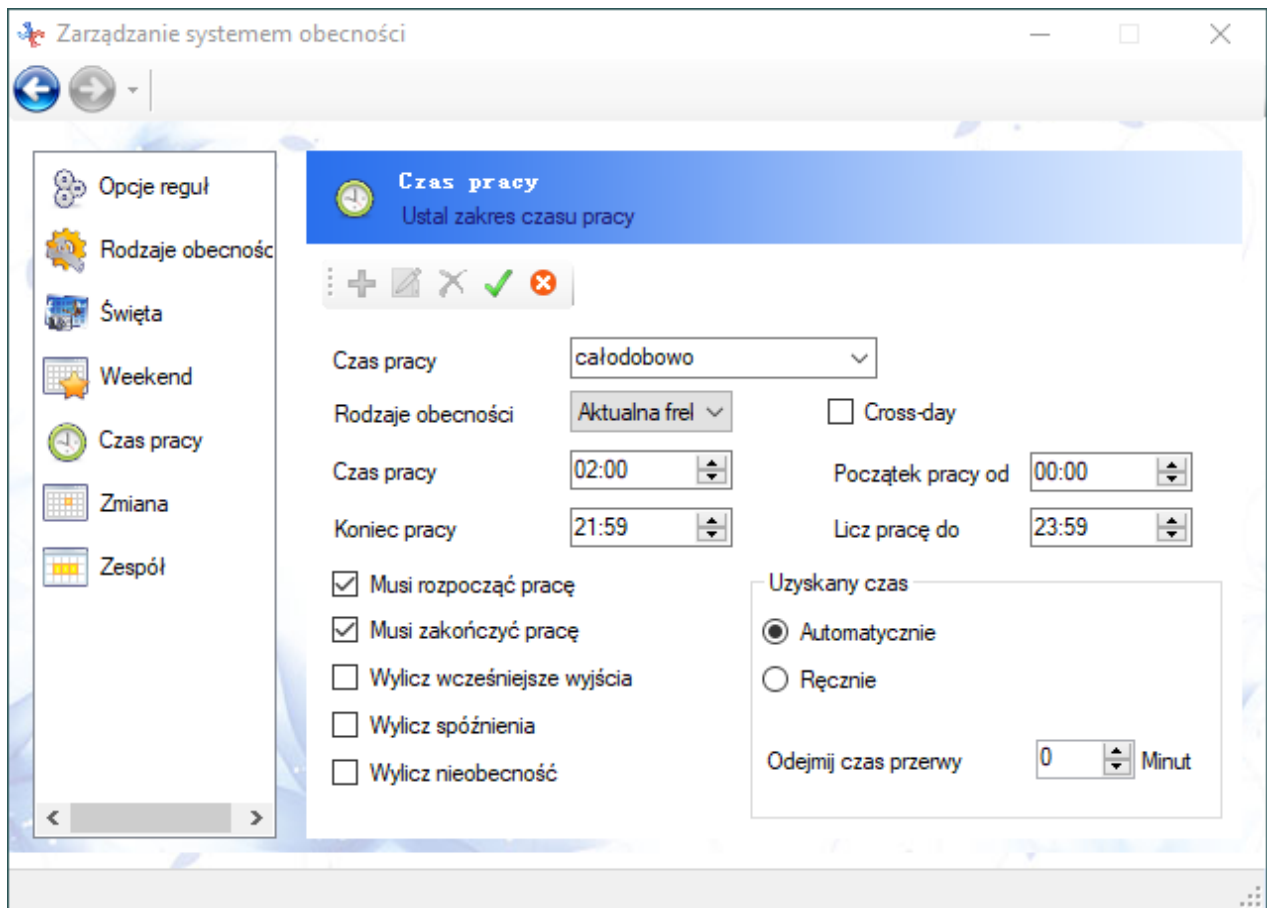 Zarządzanie systemem obecności
Opcje reguł
Rodzaje obecnośc
Święta
Weekend
Czas pracy
Zmiana
Zespół
Czas pracy
Ustal zakres czasu pracy
Czas pracy całodobowo
Rodzaje obecności Aktualna frel Cross-day
Czas pracy 02:00 Początek pracy od 00:00
Koniec pracy 21:59 Licz pracę do 23:59
Musi rozpocząć pracę
Musi zakończyć pracę
Wylicz wcześniejsze wyjścia
Wylicz spóźnienia
Wylicz nieobecność
Uzyskany czas
Automatycznie
Ręcznie
Odejmij czas przerwy 0 Minut